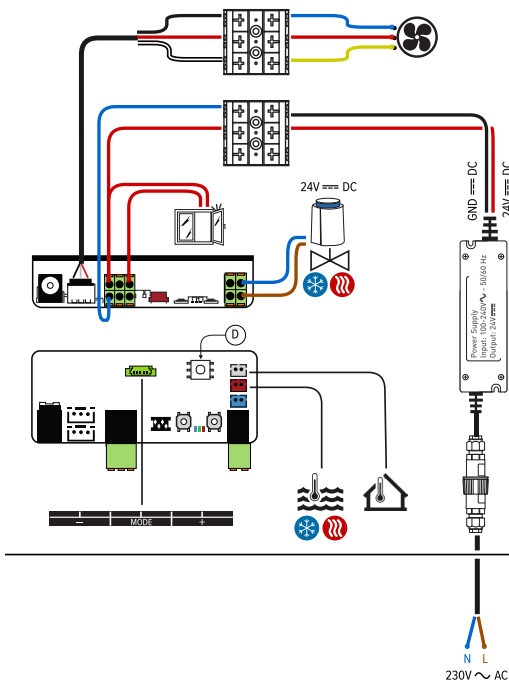 GND ⎓ DC
24V ⎓ DC
24V ⎓ DC
Power Supply
Input: 100-240V∿ - 50/60 Hz
Output: 24V⎓
D
− MODE +
N L
230V ∿ AC